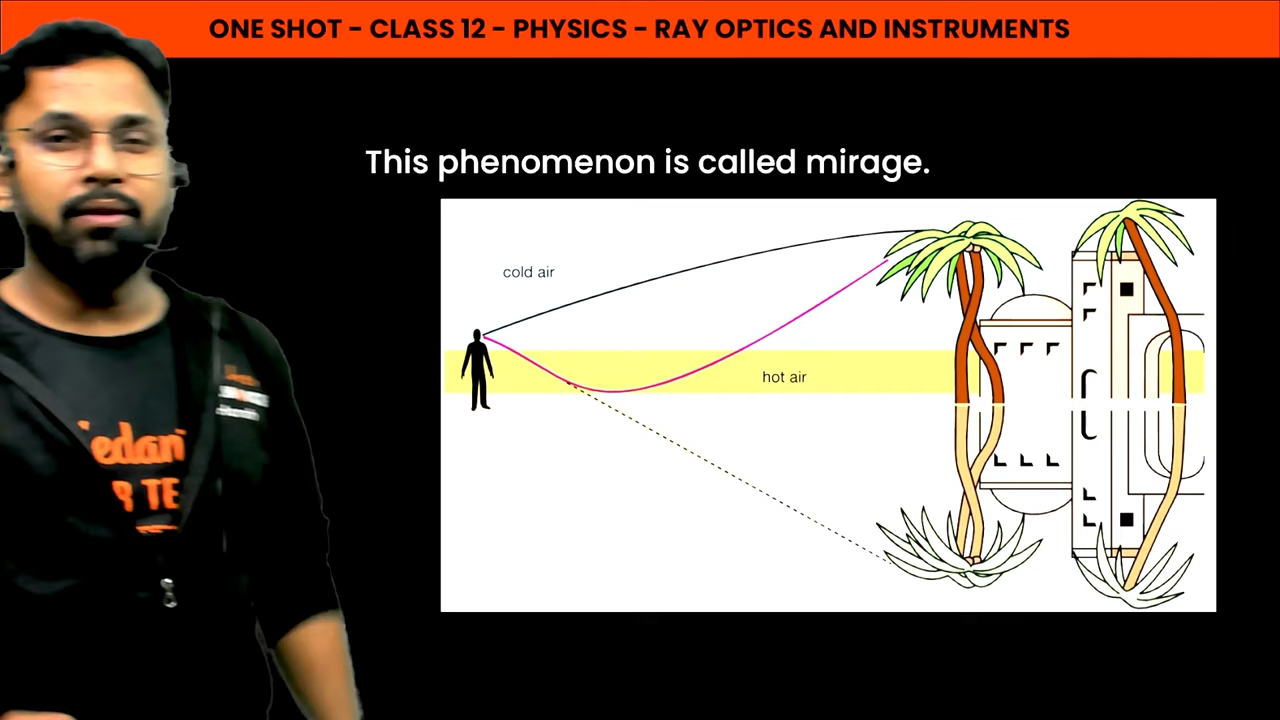 ONE SHOT - CLASS 12 - PHYSICS - RAY OPTICS AND INSTRUMENTS
This phenomenon is called mirage.
cold air
hot air